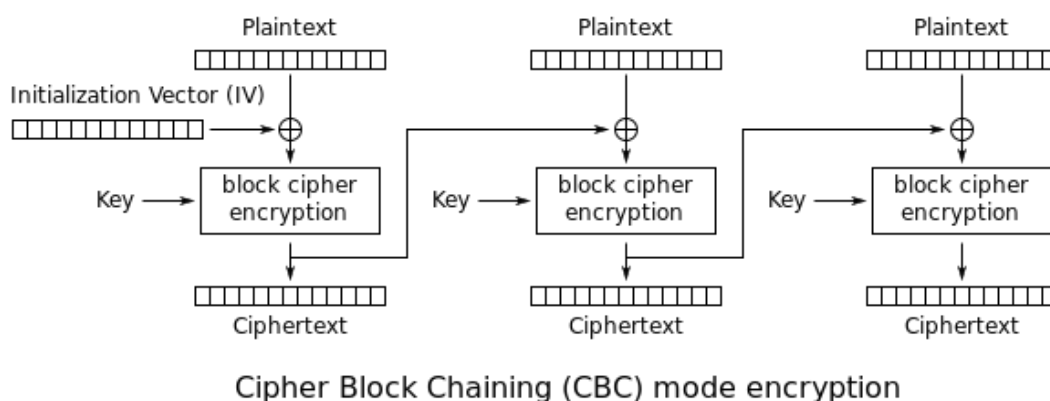 Plaintext
Plaintext
Plaintext
Initialization Vector (IV)
Key
block cipher
encryption
Key
block cipher
encryption
Key
block cipher
encryption
Ciphertext
Ciphertext
Ciphertext
Cipher Block Chaining (CBC) mode encryption